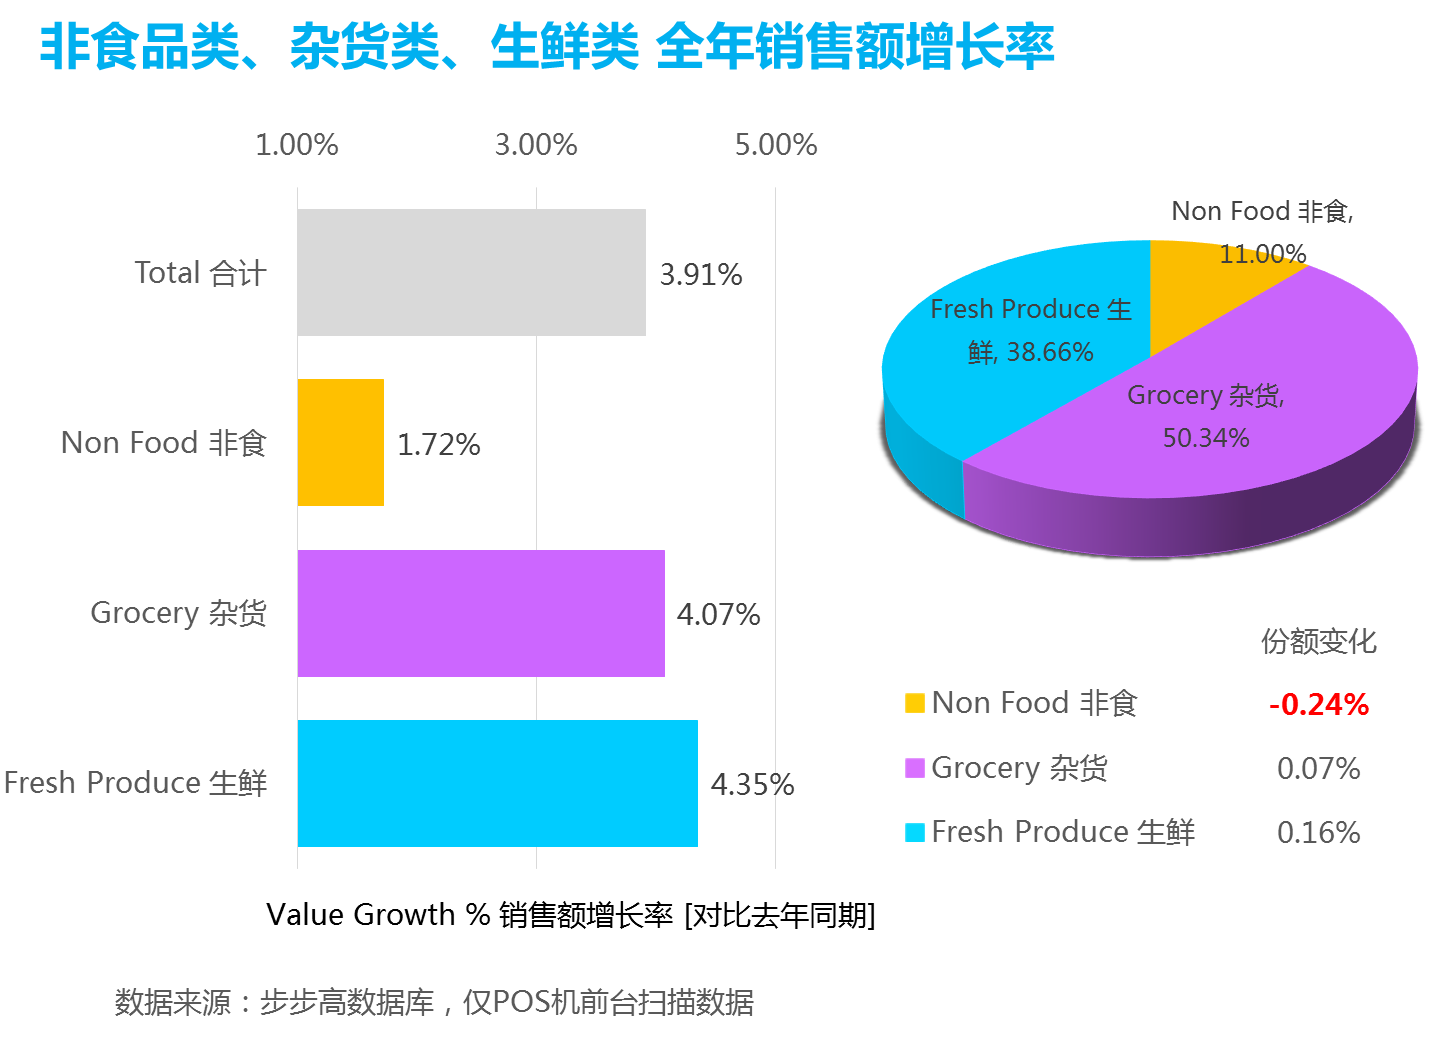 非食品类、杂货类、生鲜类 全年销售额增长率
1.00%
3.00%
5.00%
Total 合计
3.91%
Non Food 非食
1.72%
Grocery 杂货
4.07%
Fresh Produce 生鲜
4.35%
Value Growth % 销售额增长率 [对比去年同期]
Non Food 非食,
11.00%
Fresh Produce 生
鲜, 38.66%
Grocery 杂货,
50.34%
份额变化
Non Food 非食 -0.24%
Grocery 杂货 0.07%
Fresh Produce 生鲜 0.16%
数据来源：步步高数据库，仅POS机前台扫描数据